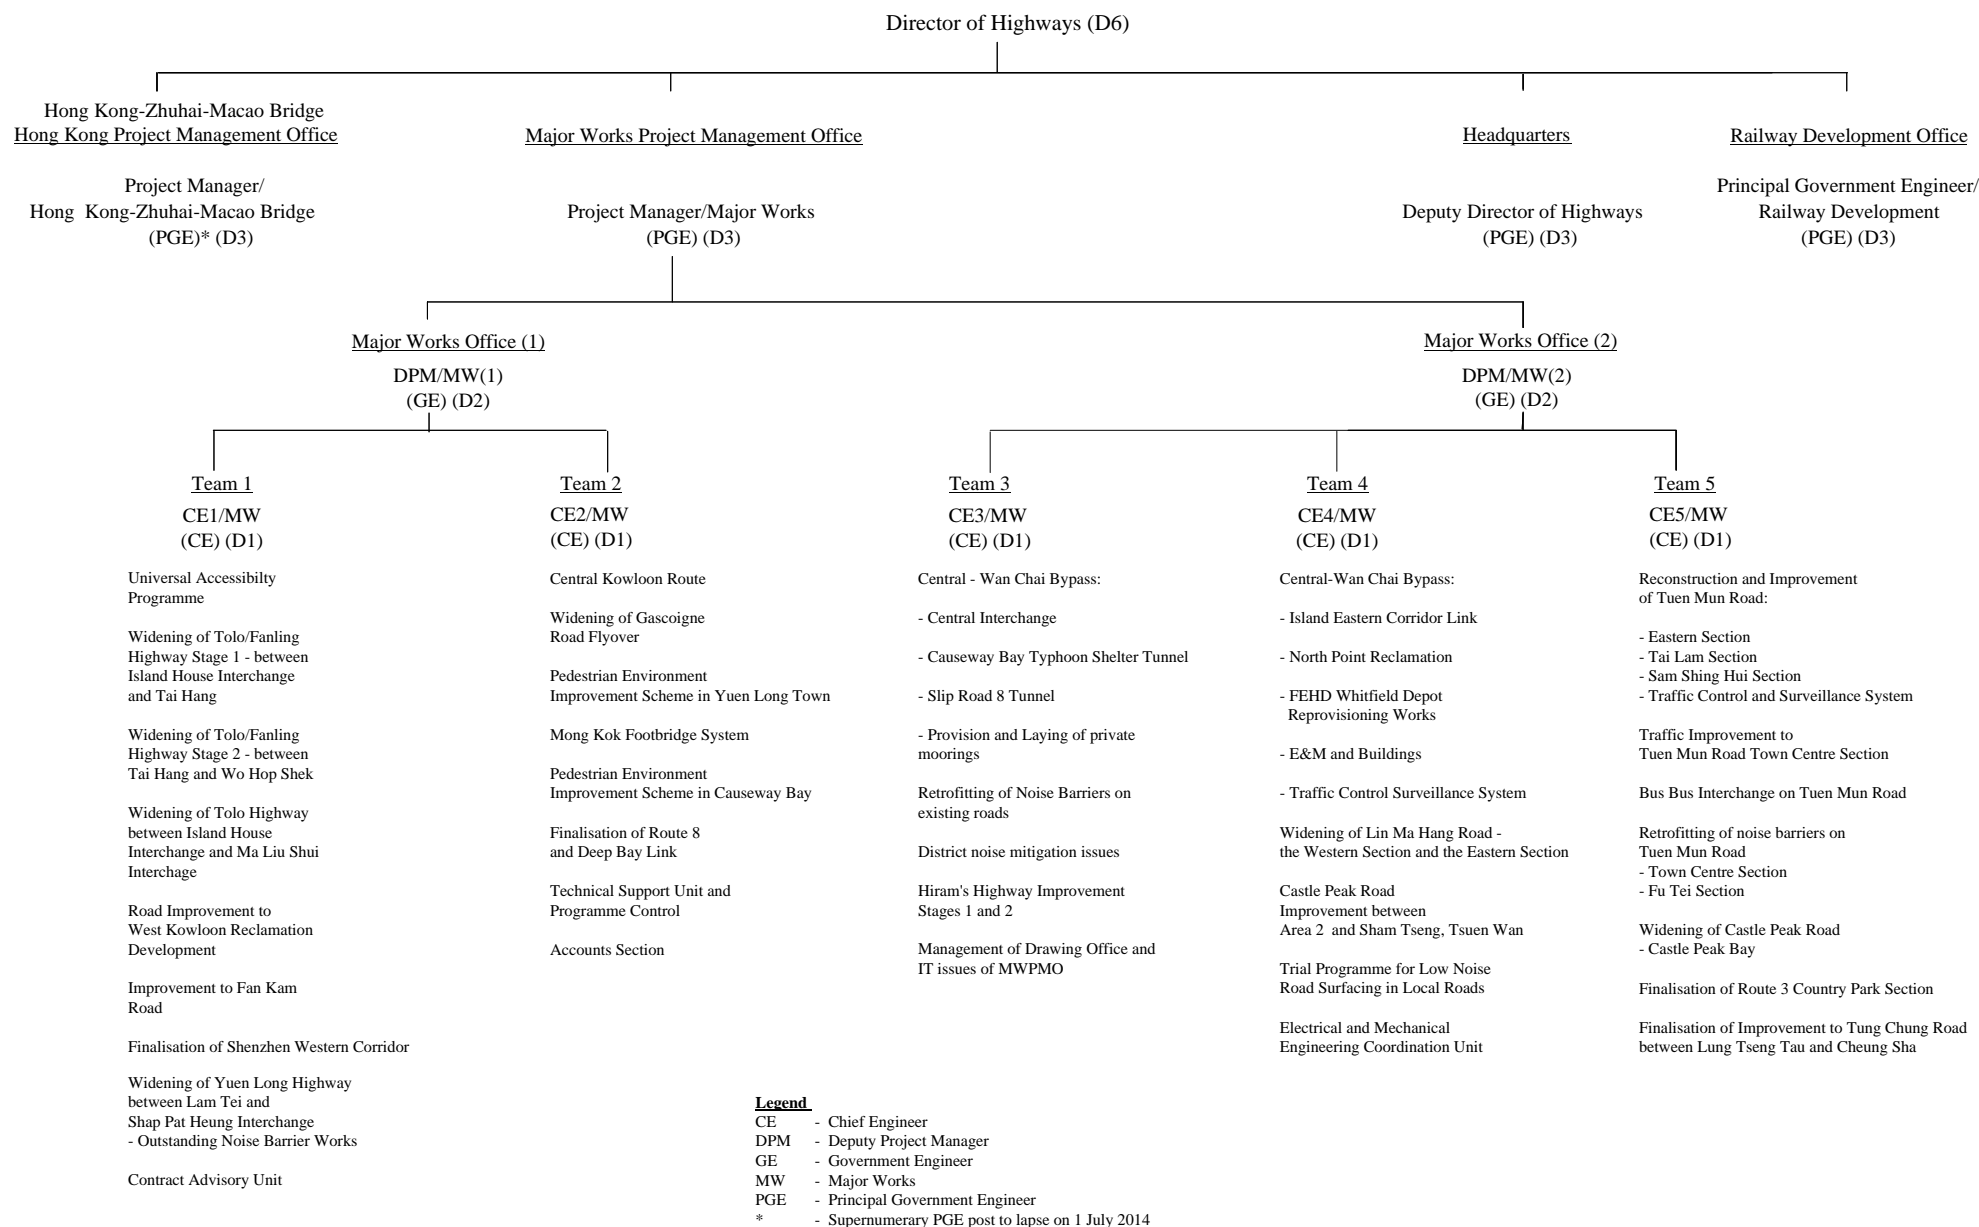 Director of Highways (D6)
Hong Kong-Zhuhai-Macao Bridge
Hong Kong Project Management Office
Project Manager/
Hong Kong-Zhuhai-Macao Bridge
(PGE)* (D3)
Major Works Project Management Office
Project Manager/Major Works
(PGE) (D3)
Headquarters
Deputy Director of Highways
(PGE) (D3)
Railway Development Office
Principal Government Engineer/
Railway Development
(PGE) (D3)
Major Works Office (1)
DPM/MW(1)
(GE) (D2)
Major Works Office (2)
DPM/MW(2)
(GE) (D2)
Team 1
CE1/MW
(CE) (D1)
Universal Accessibilty
Programme
Widening of Tolo/Fanling
Highway Stage 1 - between
Island House Interchange
and Tai Hang
Widening of Tolo/Fanling
Highway Stage 2 - between
Tai Hang and Wo Hop Shek
Widening of Tolo Highway
between Island House
Interchange and Ma Liu Shui
Interchage
Road Improvement to
West Kowloon Reclamation
Development
Improvement to Fan Kam
Road
Finalisation of Shenzhen Western Corridor
Widening of Yuen Long Highway
between Lam Tei and
Shap Pat Heung Interchange
- Outstanding Noise Barrier Works
Contract Advisory Unit
Team 2
CE2/MW
(CE) (D1)
Central Kowloon Route
Widening of Gascoigne
Road Flyover
Pedestrian Environment
Improvement Scheme in Yuen Long Town
Mong Kok Footbridge System
Pedestrian Environment
Improvement Scheme in Causeway Bay
Finalisation of Route 8
and Deep Bay Link
Technical Support Unit and
Programme Control
Accounts Section
Team 3
CE3/MW
(CE) (D1)
Central - Wan Chai Bypass:
- Central Interchange
- Causeway Bay Typhoon Shelter Tunnel
- Slip Road 8 Tunnel
- Provision and Laying of private
moorings
Retrofitting of Noise Barriers on
existing roads
District noise mitigation issues
Hiram's Highway Improvement
Stages 1 and 2
Management of Drawing Office and
IT issues of MWPMO
Team 4
CE4/MW
(CE) (D1)
Central-Wan Chai Bypass:
- Island Eastern Corridor Link
- North Point Reclamation
- FEHD Whitfield Depot
Reprovisioning Works
- E&M and Buildings
- Traffic Control Surveillance System
Widening of Lin Ma Hang Road -
the Western Section and the Eastern Section
Castle Peak Road
Improvement between
Area 2 and Sham Tseng, Tsuen Wan
Trial Programme for Low Noise
Road Surfacing in Local Roads
Electrical and Mechanical
Engineering Coordination Unit
Team 5
CE5/MW
(CE) (D1)
Reconstruction and Improvement
of Tuen Mun Road:
- Eastern Section
- Tai Lam Section
- Sam Shing Hui Section
- Traffic Control and Surveillance System
Traffic Improvement to
Tuen Mun Road Town Centre Section
Bus Bus Interchange on Tuen Mun Road
Retrofitting of noise barriers on
Tuen Mun Road
- Town Centre Section
- Fu Tei Section
Widening of Castle Peak Road
- Castle Peak Bay
Finalisation of Route 3 Country Park Section
Finalisation of Improvement to Tung Chung Road
between Lung Tseng Tau and Cheung Sha
Legend
CE - Chief Engineer
DPM - Deputy Project Manager
GE - Government Engineer
MW - Major Works
PGE - Principal Government Engineer
* - Supernumerary PGE post to lapse on 1 July 2014